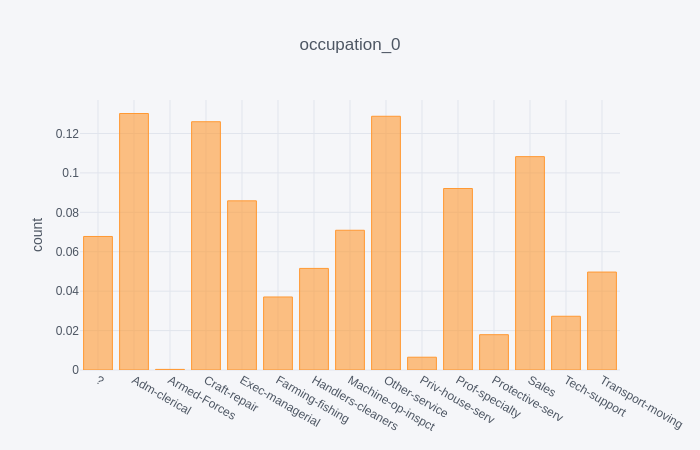 occupation_0
count
0.12
0.1
0.08
0.06
0.04
0.02
0
?
Adm-clerical
Armed-Forces
Craft-repair
Exec-managerial
Farming-fishing
Handlers-cleaners
Machine-op-inspct
Other-service
Priv-house-serv
Prof-specialty
Protective-serv
Sales
Tech-support
Transport-moving